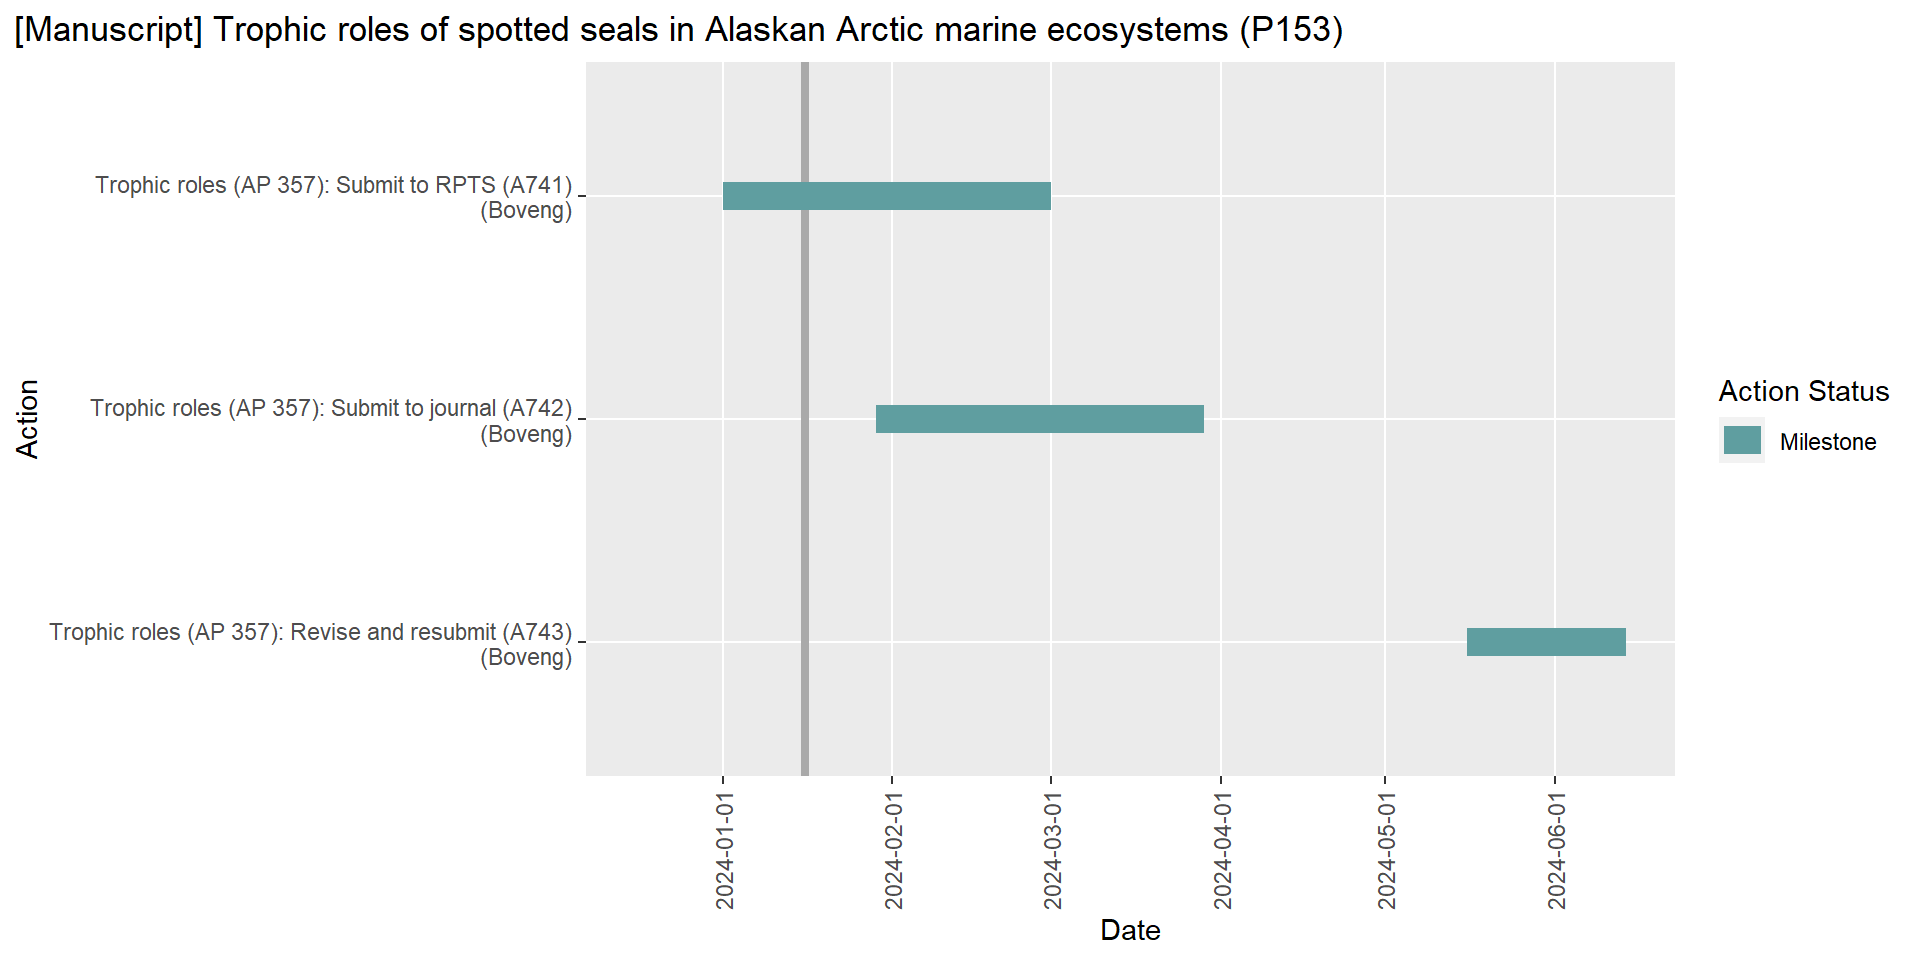 [Manuscript] Trophic roles of spotted seals in Alaskan Arctic marine ecosystems (P153)
Trophic roles (AP 357): Submit to RPTS (A741)
(Boveng)
Trophic roles (AP 357): Submit to journal (A742)
(Boveng)
Trophic roles (AP 357): Revise and resubmit (A743)
(Boveng)
Action
2024-01-01
2024-02-01
2024-03-01
2024-04-01
2024-05-01
2024-06-01
Date
Action Status
Milestone